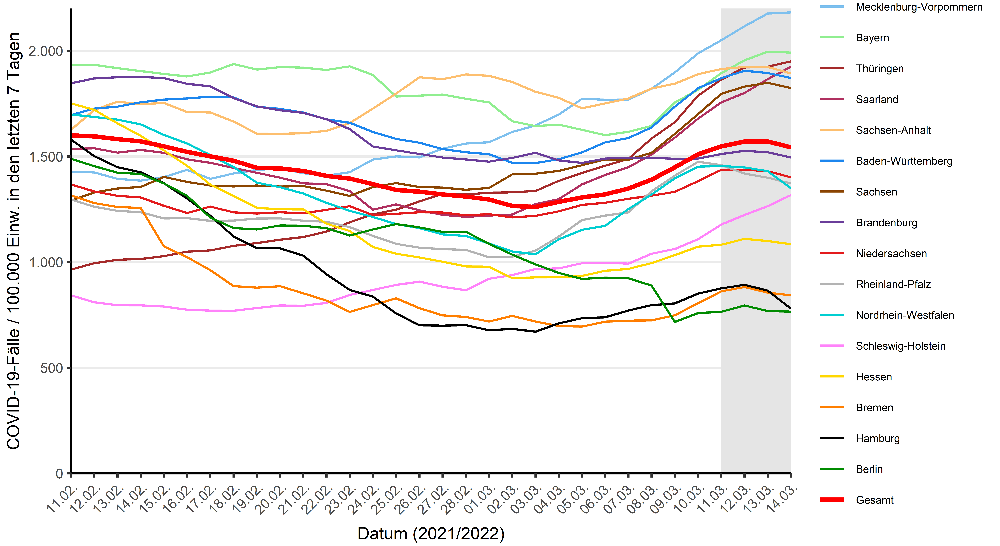 COVID-19-Fälle / 100.000 Einw. in den letzten 7 Tagen
2.000
1.500
1.000
500
0
11.02.
12.02.
13.02.
14.02.
15.02.
16.02.
17.02.
18.02.
19.02.
20.02.
21.02.
22.02.
23.02.
24.02.
25.02.
26.02.
27.02.
28.02.
01.03.
02.03.
03.03.
04.03.
05.03.
06.03.
07.03.
08.03.
09.03.
10.03.
11.03.
12.03.
13.03.
14.03.
Datum (2021/2022)
Mecklenburg-Vorpommern
Bayern
Thüringen
Saarland
Sachsen-Anhalt
Baden-Württemberg
Sachsen
Brandenburg
Niedersachsen
Rheinland-Pfalz
Nordrhein-Westfalen
Schleswig-Holstein
Hessen
Bremen
Hamburg
Berlin
Gesamt